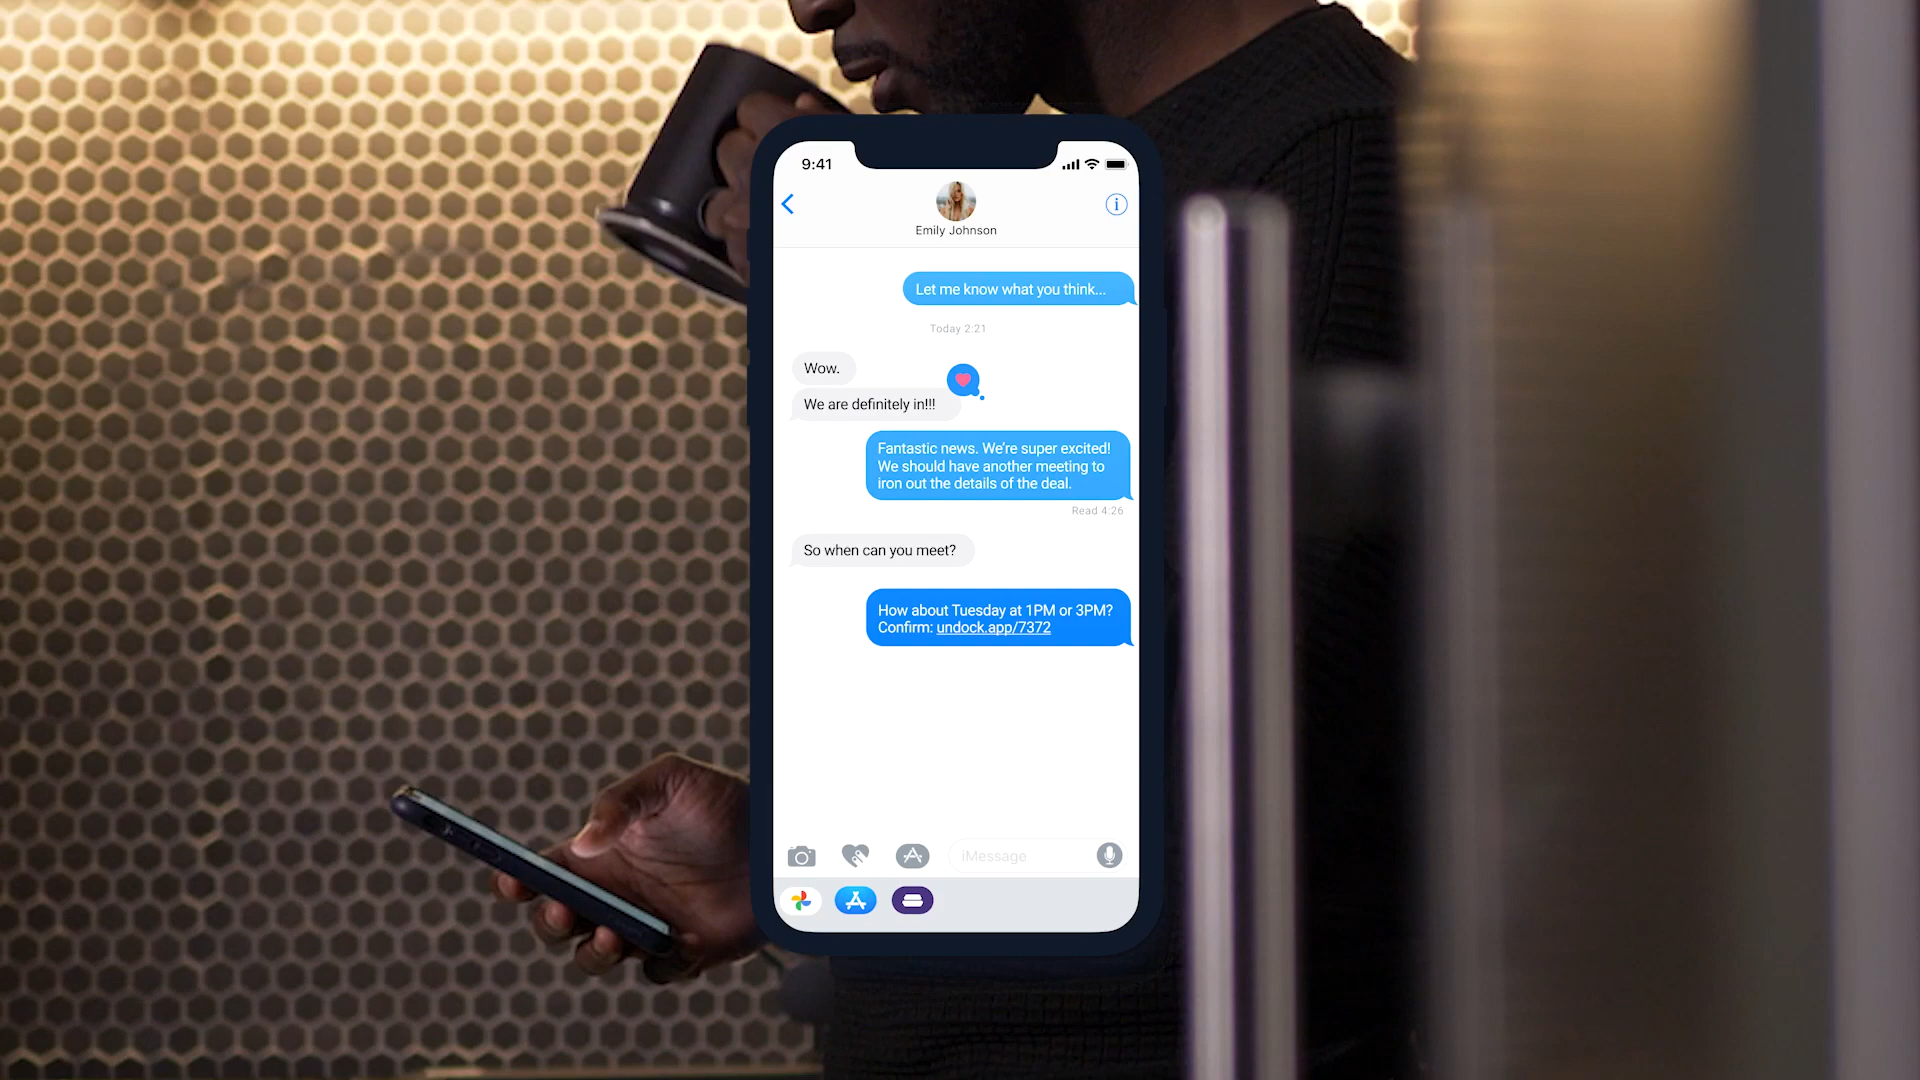 9:41
Emily Johnson
Let me know what you think...
Today 2:21
Wow.
We are definitely in!!!
Fantastic news. We’re super excited!
We should have another meeting to
iron out the details of the deal.
Read 4:26
So when can you meet?
How about Tuesday at 1PM or 3PM?
Confirm: undock.app/7372
iMessage